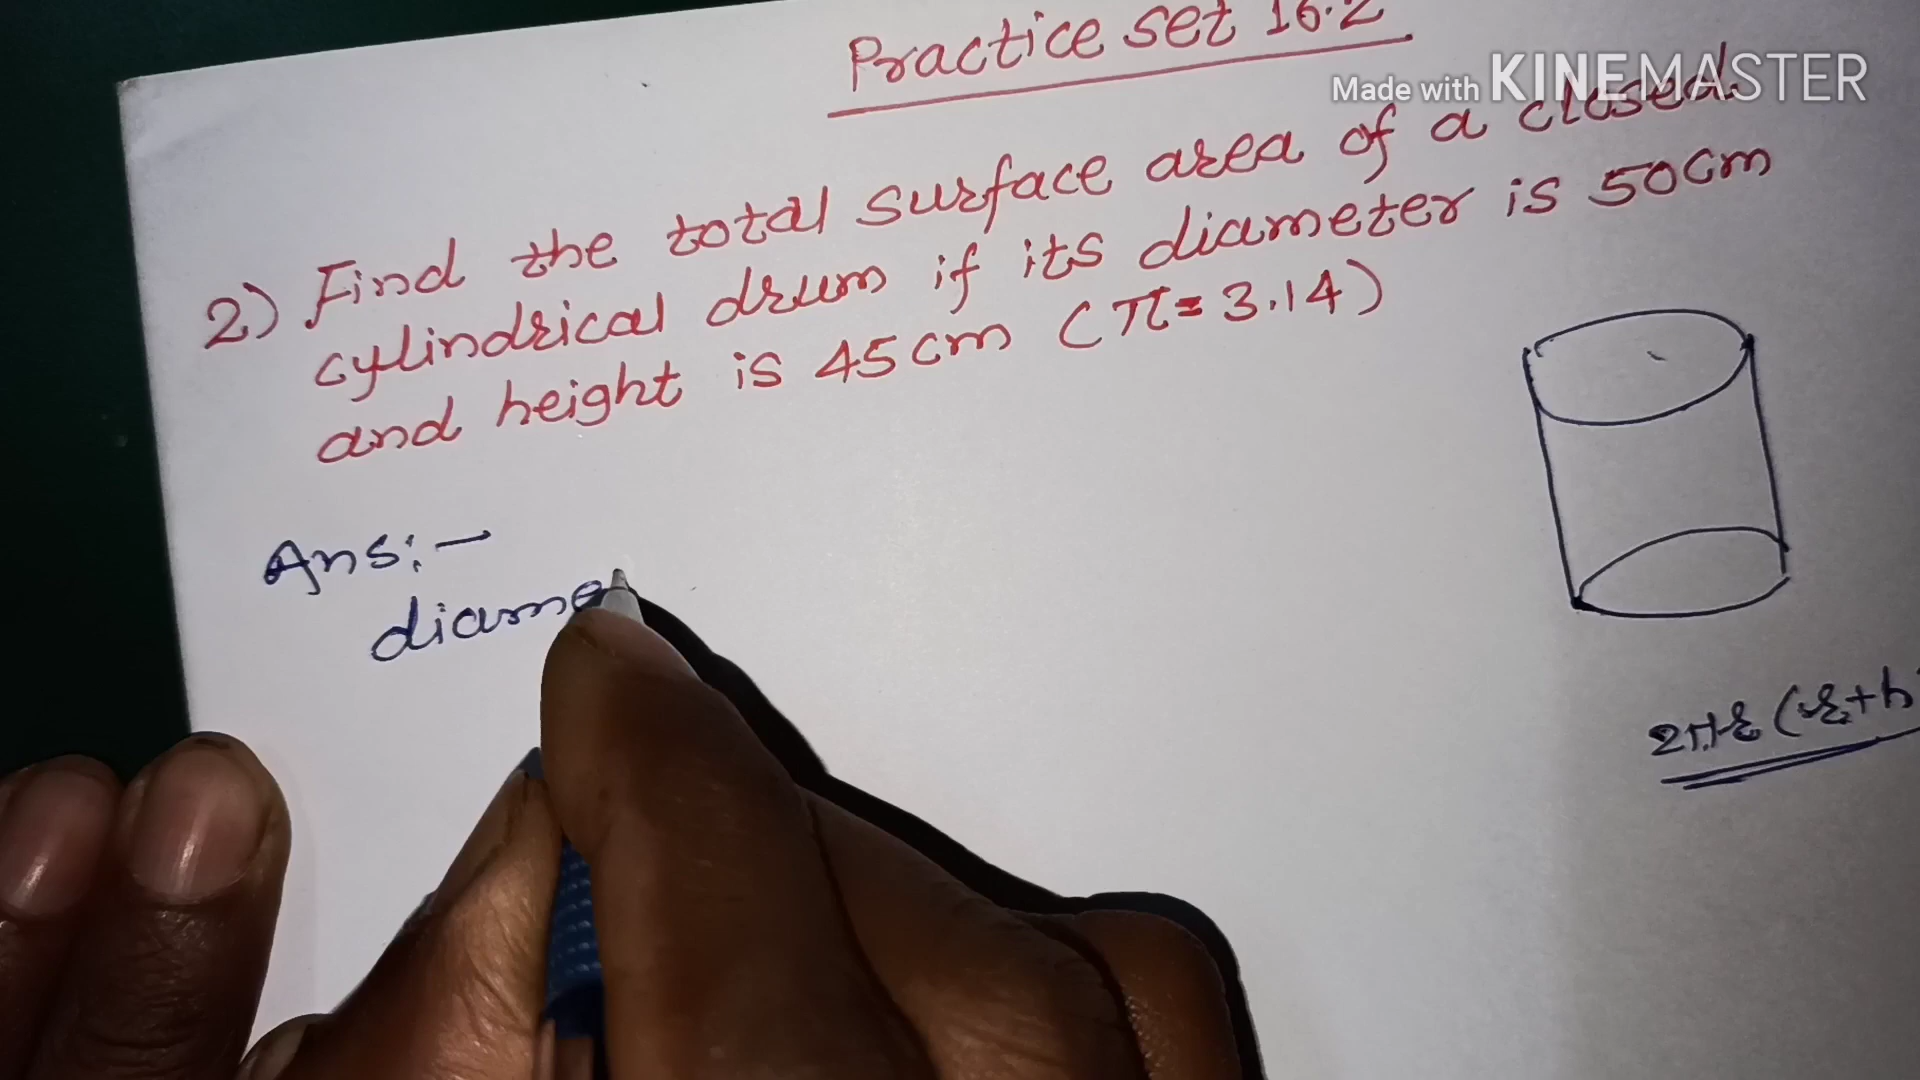 Practice set 16.2
Made with KINEMASTER
2) Find the total surface area of a closed
cylindrical drum if its diameter is 50cm
and height is 45cm (π=3.14)
Ans:-
diame
2πr(r+h)